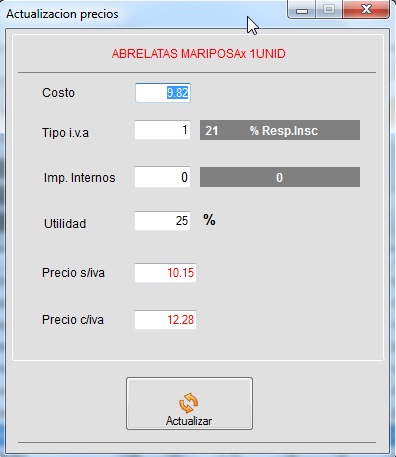 Actualizacion precios
ABRELATAS MARIPOSAx 1UNID
Costo 9.82
Tipo i.v.a 1 21 % Resp.Insc
Imp. Internos 0 0
Utilidad 25 %
Precio s/iva 10.15
Precio c/iva 12.28
Actualizar